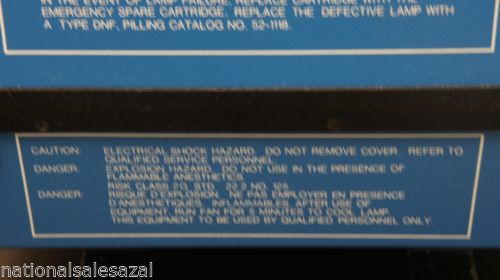 IN THE EVENT OF LAMP FAILURE, REPLACE CARTRIDGE WITH THE
EMERGENCY SPARE CARTRIDGE. REPLACE THE DEFECTIVE LAMP WITH
A TYPE DNF, PILLING CATALOG NO. 52-1118.
CAUTION: ELECTRICAL SHOCK HAZARD. DO NOT REMOVE COVER. REFER TO
QUALIFIED SERVICE PERSONNEL.
DANGER: EXPLOSION HAZARD. DO NOT USE IN THE PRESENCE OF
FLAMMABLE ANESTHETICS.
RISK CLASS 2G, STD. 22.2 NO. 125
DANGER: RISQUE D'EXPLOSION. NE PAS EMPLOYER EN PRESENCE
D'ANESTHETIQUES, INFLAMMABLES. AFTER USE OF
EQUIPMENT, RUN FAN FOR 5 MINUTES TO COOL LAMP.
THIS EQUIPMENT TO BE USED BY QUALIFIED PERSONNEL ONLY.
nationalsalesazal@yahoo.com